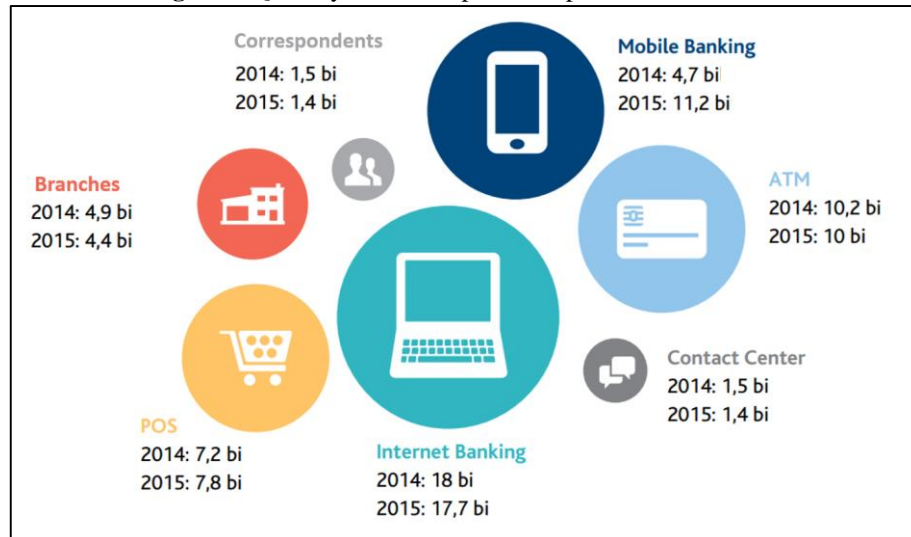 Correspondents
2014: 1,5 bi
2015: 1,4 bi
Mobile Banking
2014: 4,7 bi
2015: 11,2 bi
Branches
2014: 4,9 bi
2015: 4,4 bi
ATM
2014: 10,2 bi
2015: 10 bi
Contact Center
2014: 1,5 bi
2015: 1,4 bi
POS
2014: 7,2 bi
2015: 7,8 bi
Internet Banking
2014: 18 bi
2015: 17,7 bi